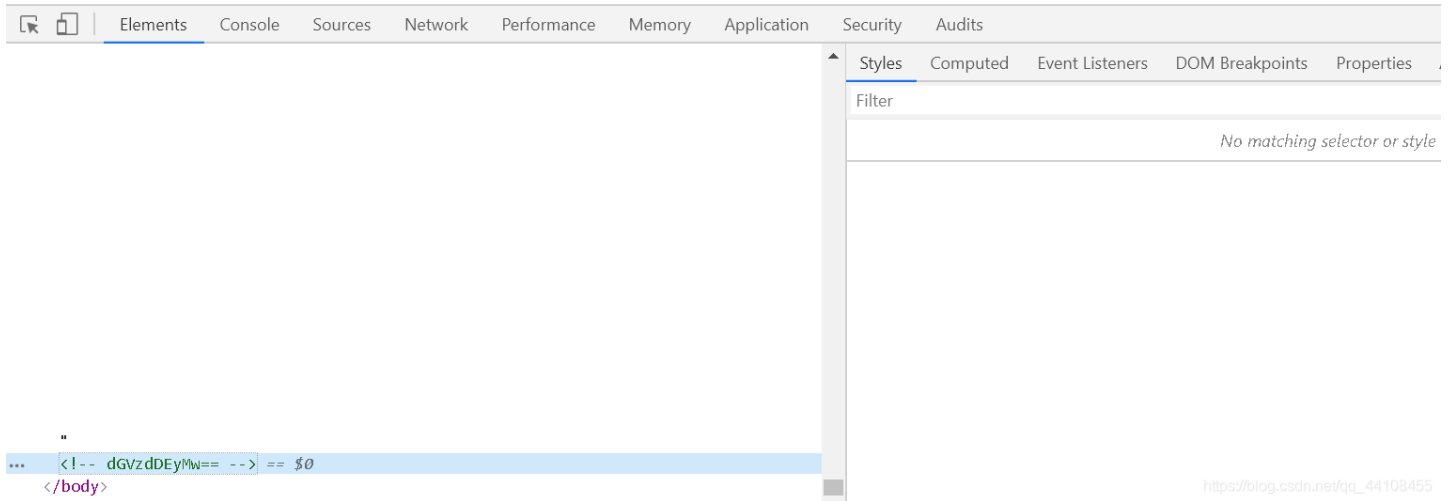 Elements Console Sources Network Performance Memory Application Security Audits
Styles Computed Event Listeners DOM Breakpoints Properties
Filter
No matching selector or style
"
... <!-- dGVzdDEyMw== --> == $0
</body>
https://blog.csdn.net/qq_44108455